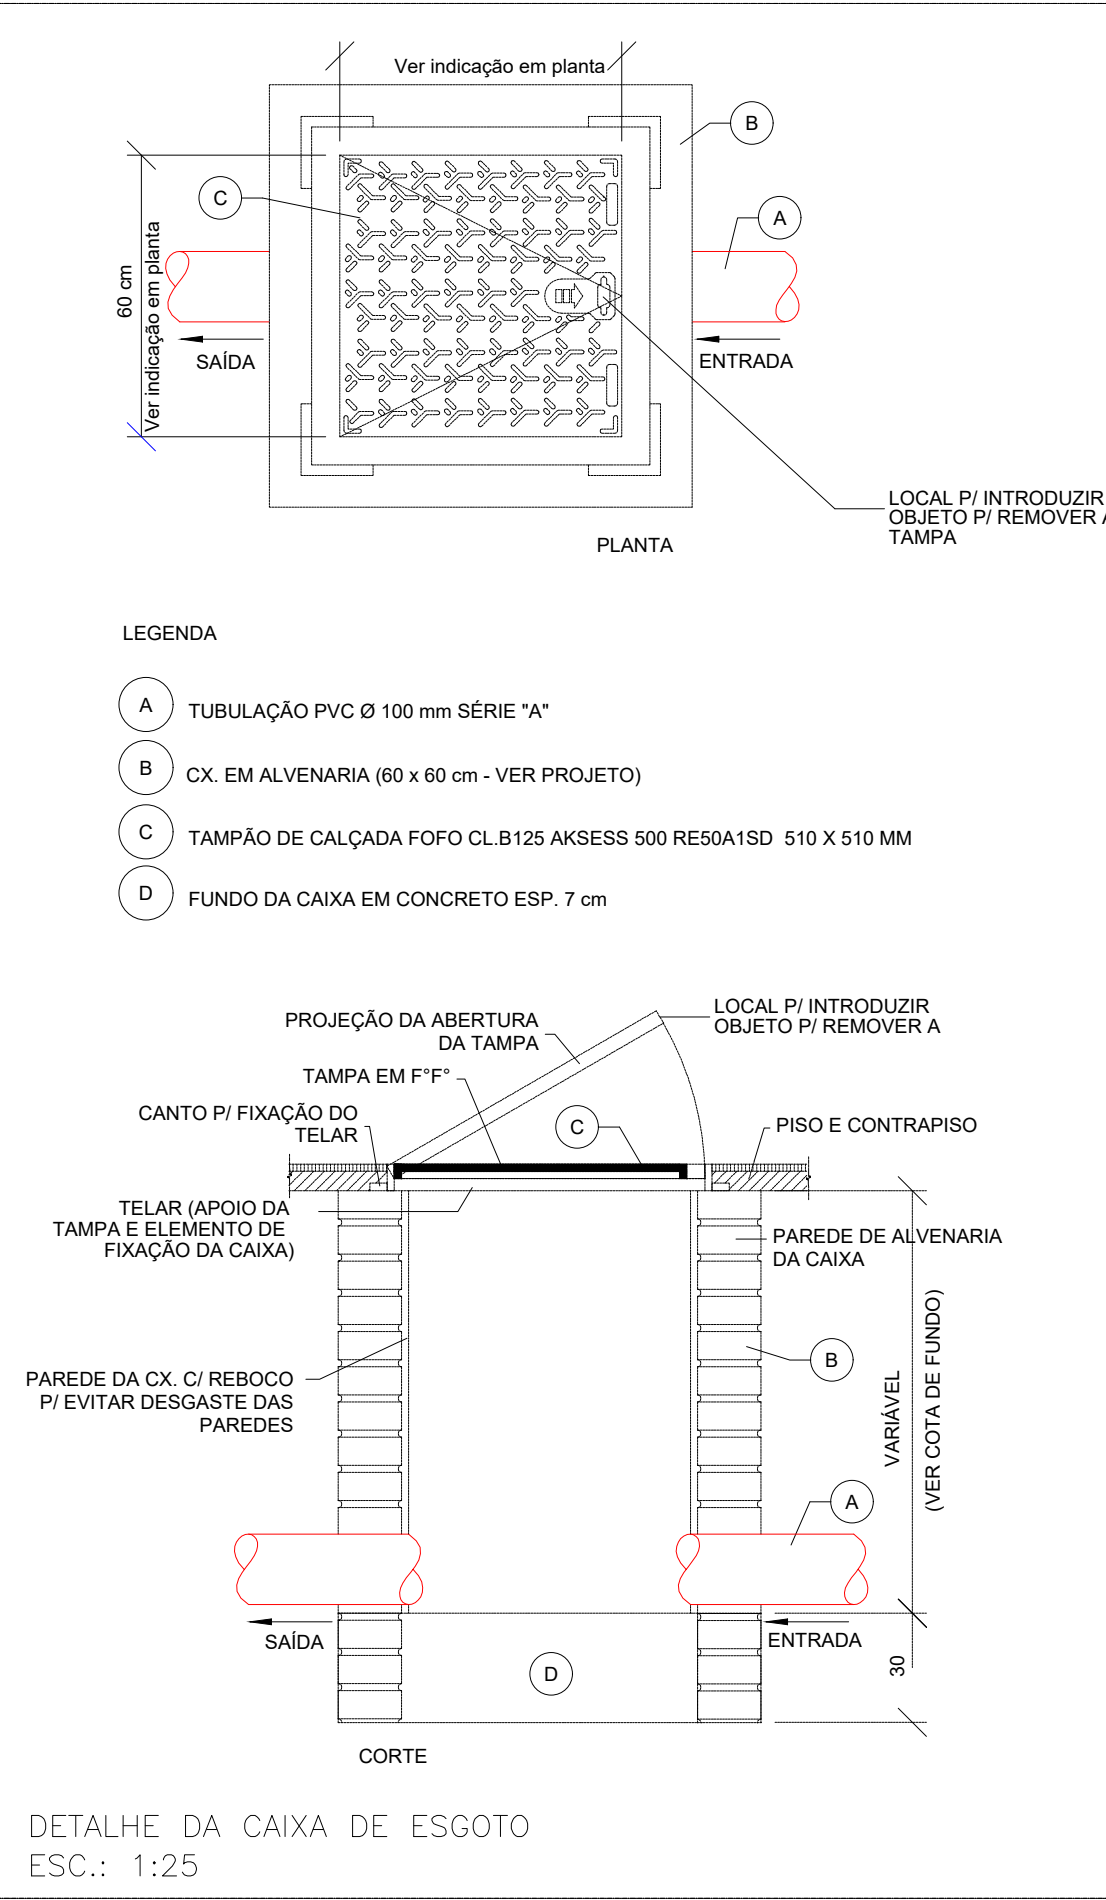 Ver indicação em planta
B
C
A
60 cm
Ver indicação em planta
SAÍDA
ENTRADA
LOCAL P/ INTRODUZIR
OBJETO P/ REMOVER A
TAMPA
PLANTA
LEGENDA
A TUBULAÇÃO PVC Ø 100 mm SÉRIE "A"
B CX. EM ALVENARIA (60 x 60 cm - VER PROJETO)
C TAMPÃO DE CALÇADA FOFO CL.B125 AKSESS 500 RE50A1SD 510 X 510 MM
D FUNDO DA CAIXA EM CONCRETO ESP. 7 cm
LOCAL P/ INTRODUZIR
OBJETO P/ REMOVER A
PROJEÇÃO DA ABERTURA
DA TAMPA
TAMPA EM F°F°
CANTO P/ FIXAÇÃO DO
TELAR
C
PISO E CONTRAPISO
TELAR (APOIO DA
TAMPA E ELEMENTO DE
FIXAÇÃO DA CAIXA)
PAREDE DE ALVENARIA
DA CAIXA
B
PAREDE DA CX. C/ REBOCO
P/ EVITAR DESGASTE DAS
PAREDES
VARIÁVEL
(VER COTA DE FUNDO)
A
SAÍDA
ENTRADA
D
30
CORTE
DETALHE DA CAIXA DE ESGOTO
ESC.: 1:25